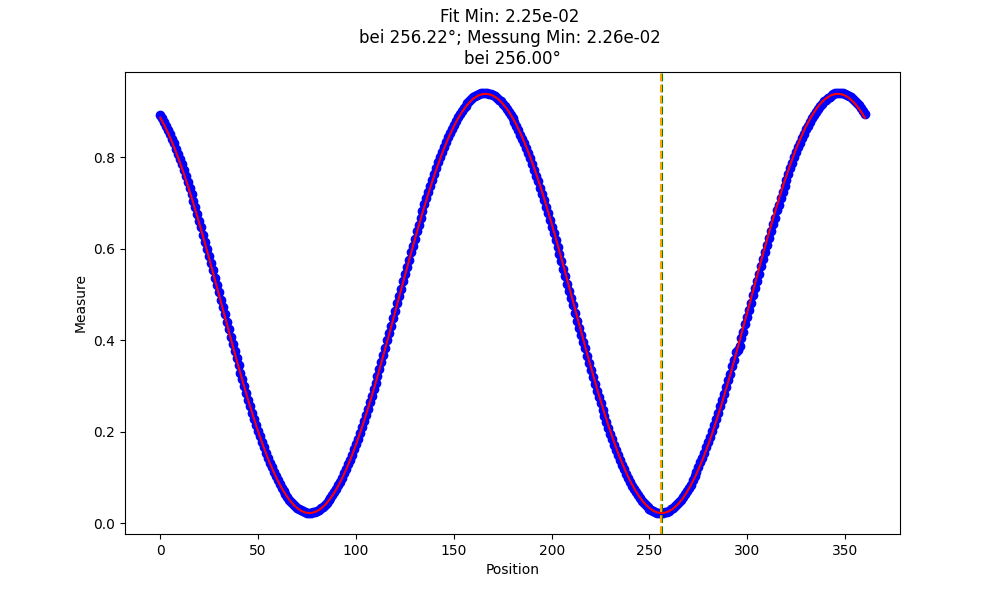 Fit Min: 2.25e-02
bei 256.22°; Messung Min: 2.26e-02
bei 256.00°
Measure
0.8
0.6
0.4
0.2
0.0
0 50 100 150 200 250 300 350
Position